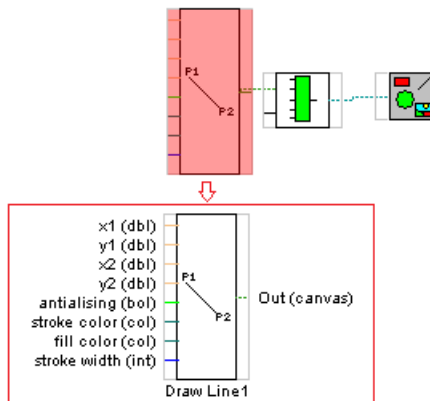 P1
P2
x1 (dbl)
y1 (dbl)
x2 (dbl)
y2 (dbl)
antialising (bol)
stroke color (col)
fill color (col)
stroke width (int)
P1
P2
Out (canvas)
Draw Line1